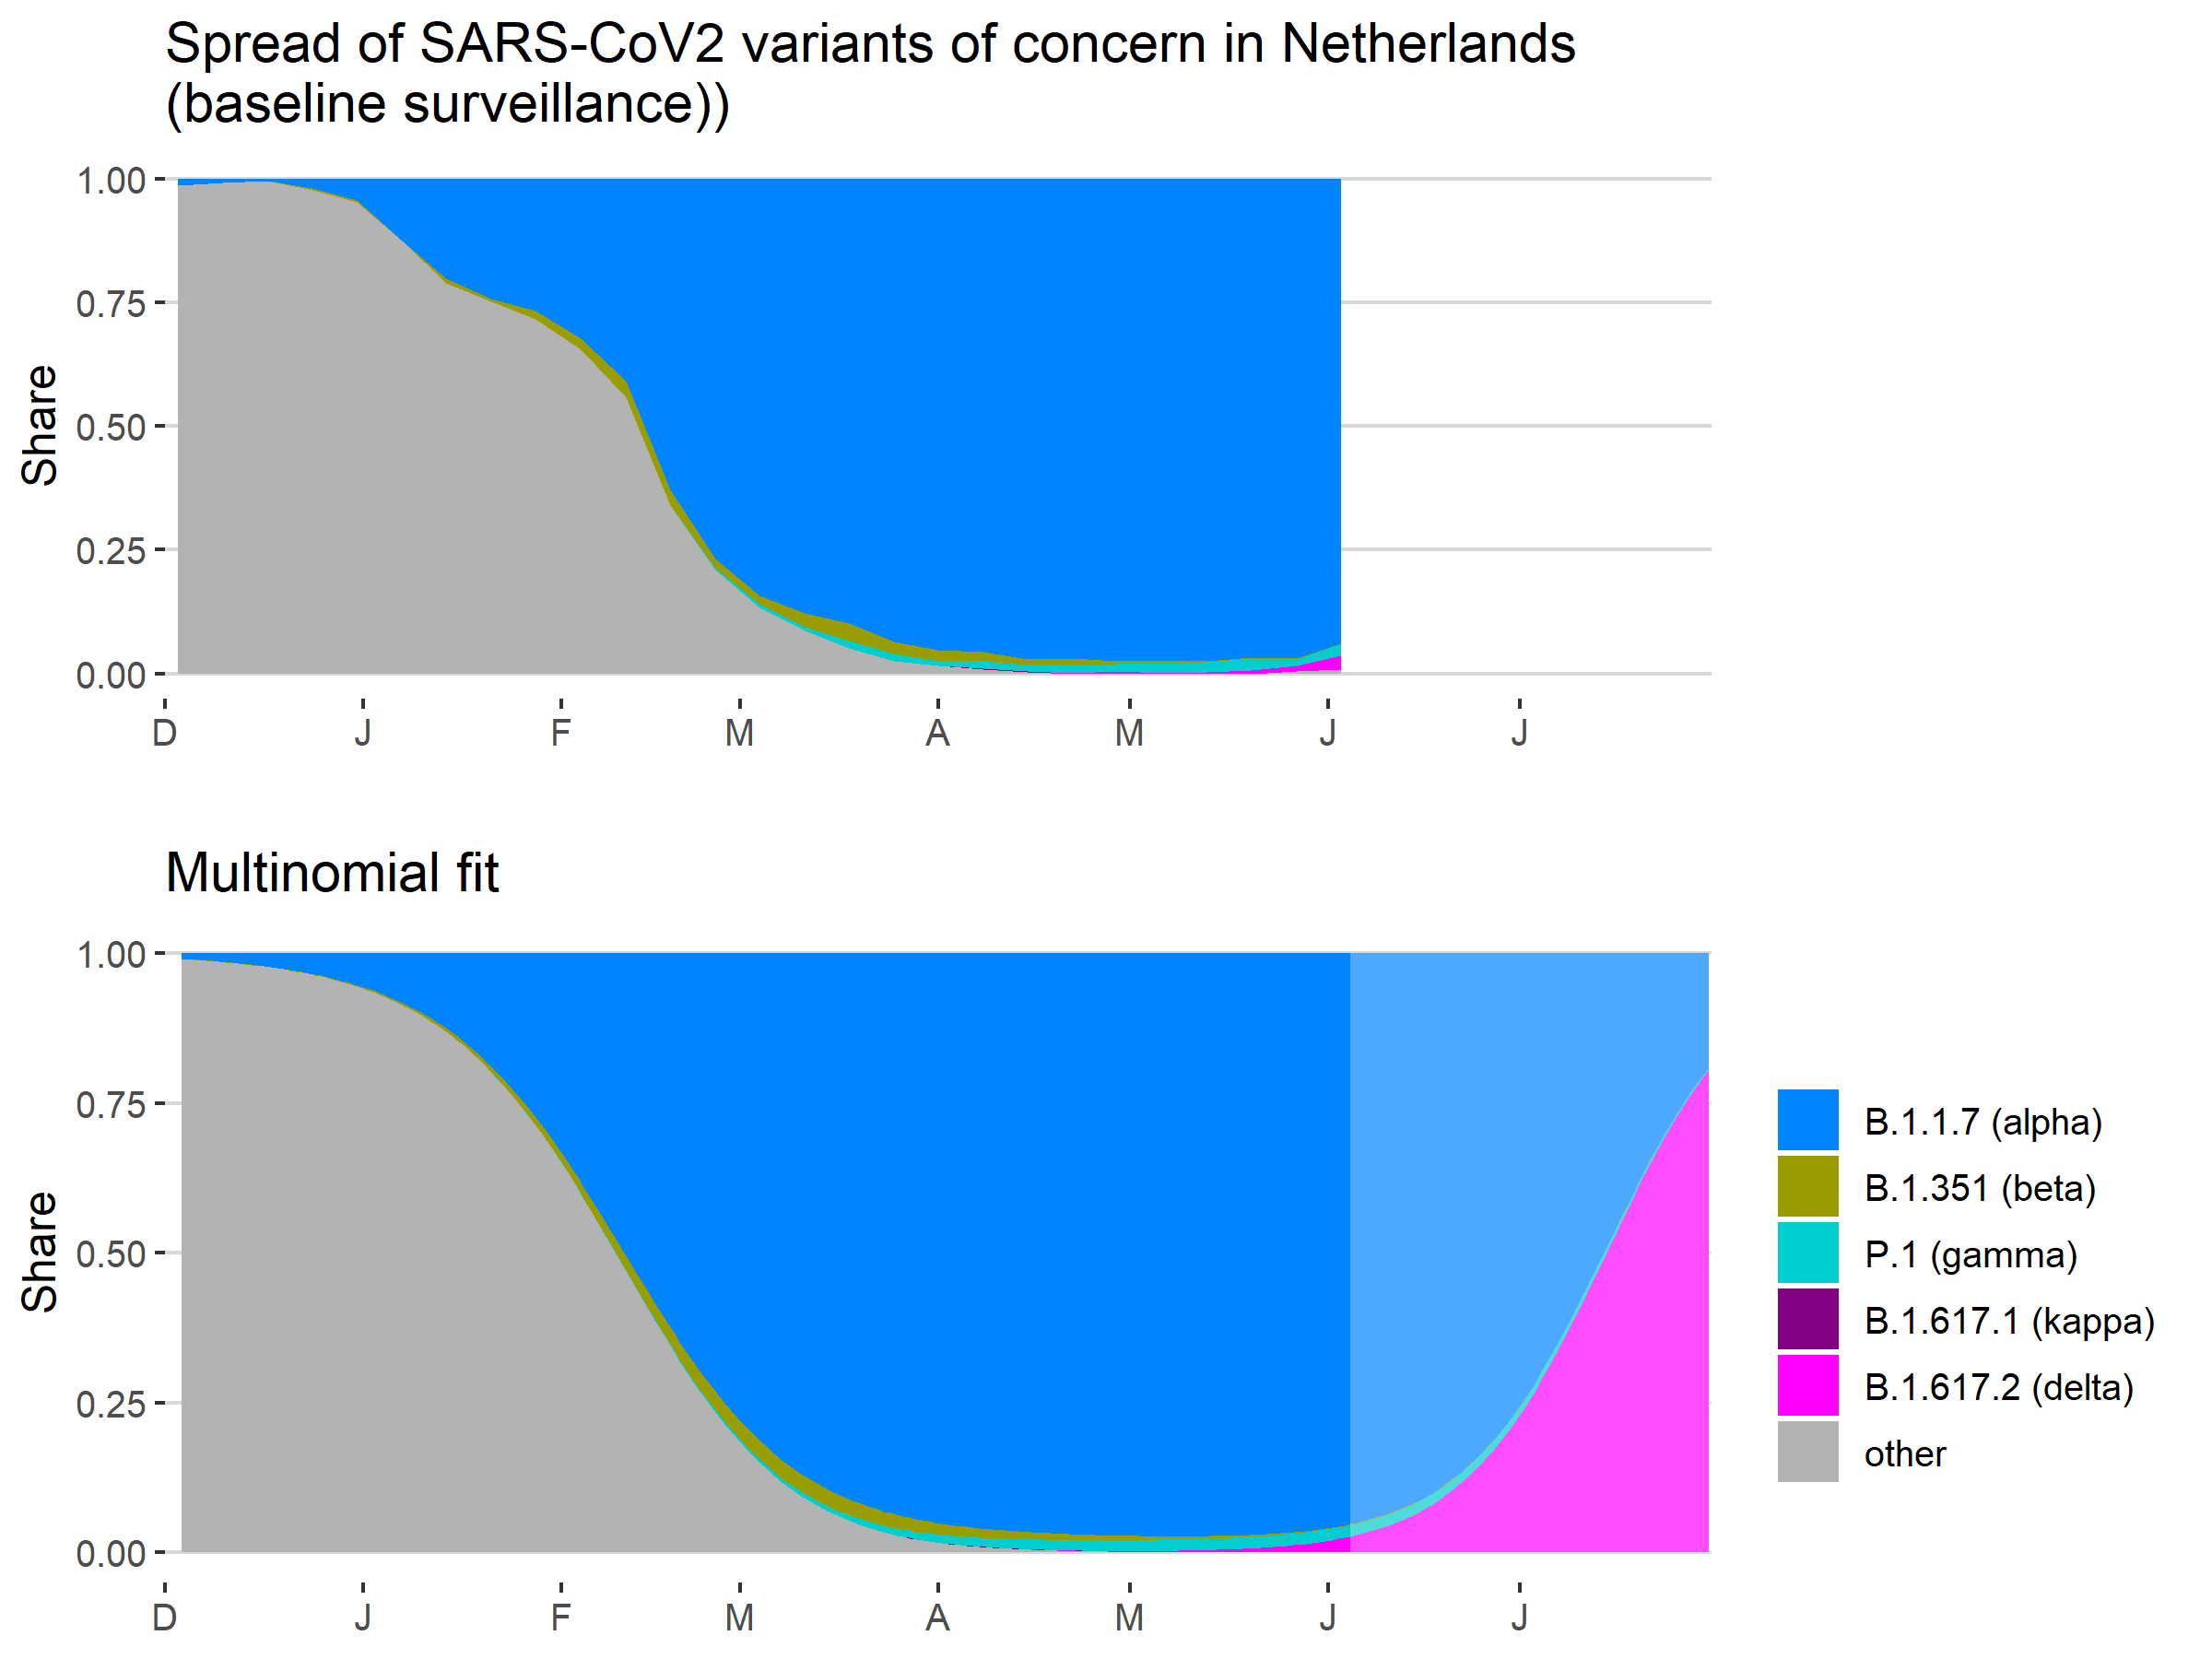 Spread of SARS-CoV2 variants of concern in Netherlands
(baseline surveillance))
1.00
0.75
0.50
0.25
0.00
Share
D J F M A M J J
Multinomial fit
1.00
0.75
0.50
0.25
0.00
Share
D J F M A M J J
B.1.1.7 (alpha)
B.1.351 (beta)
P.1 (gamma)
B.1.617.1 (kappa)
B.1.617.2 (delta)
other